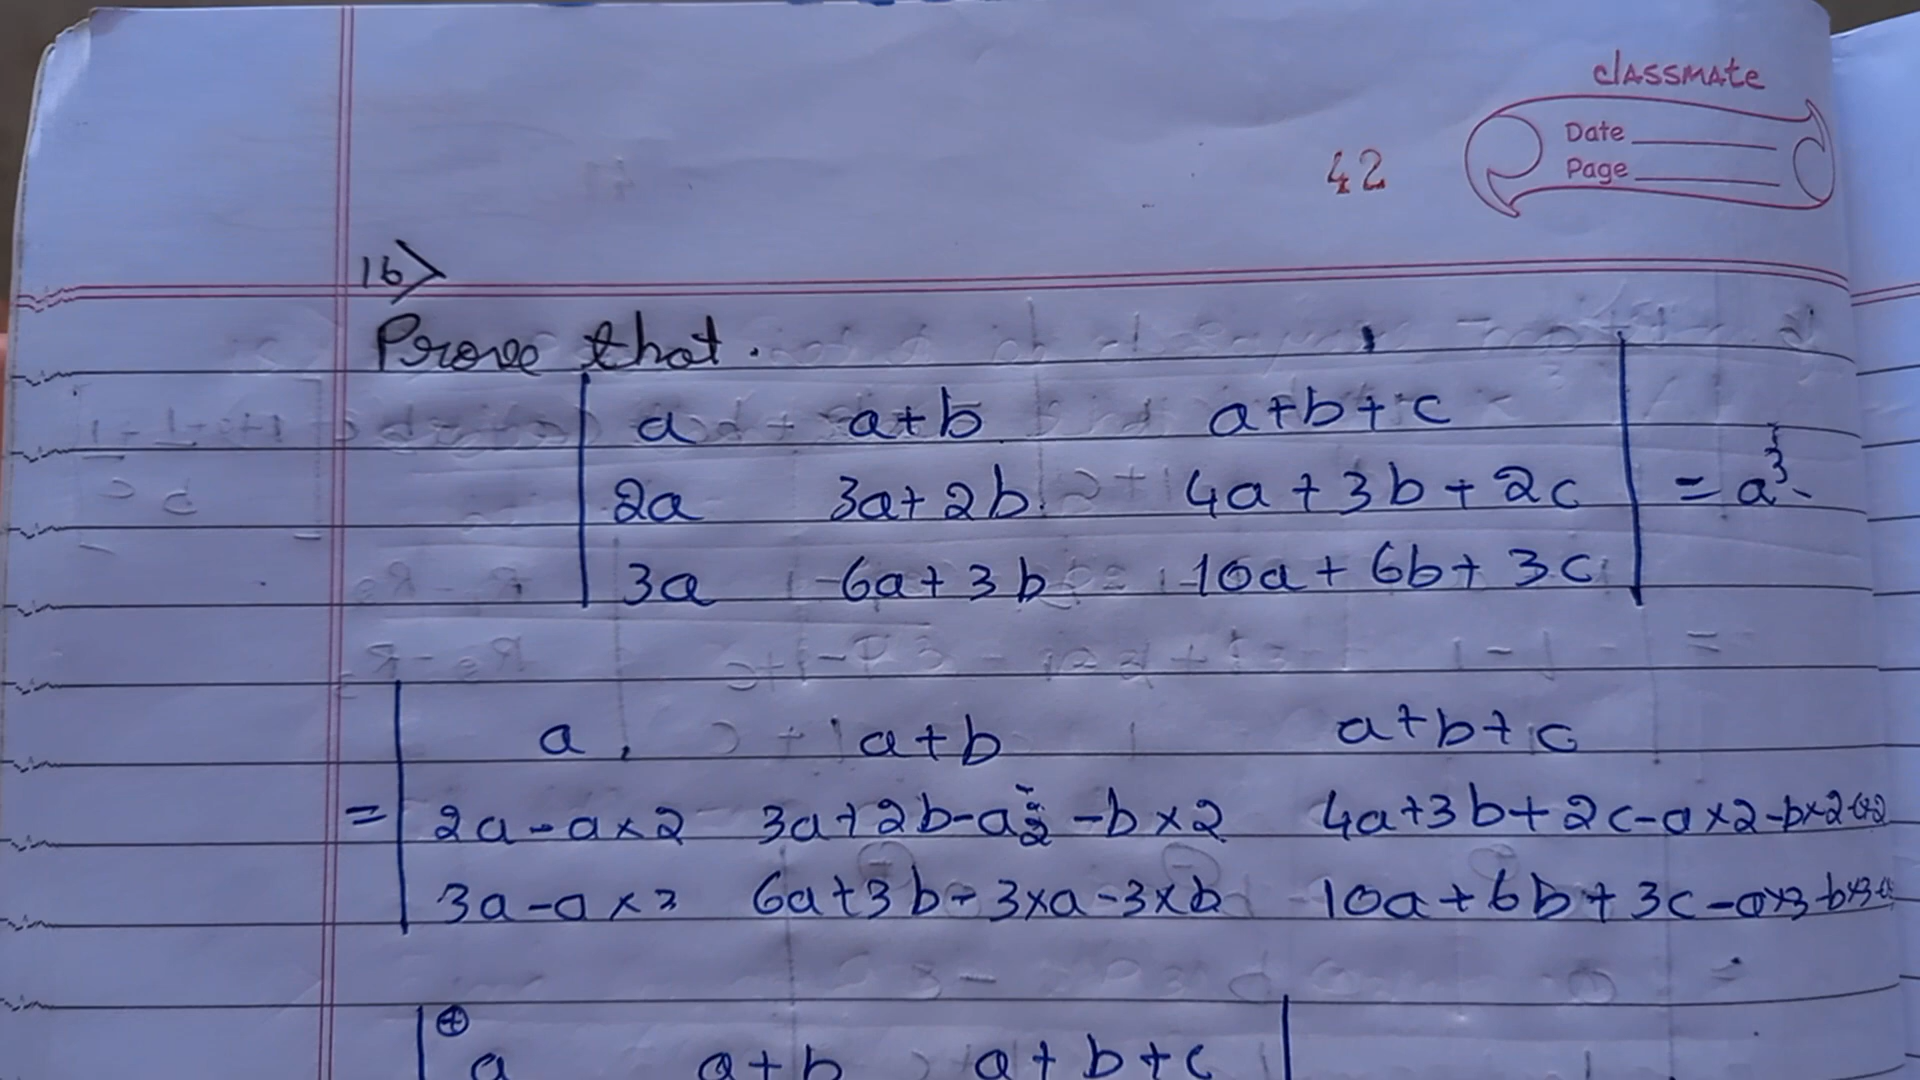 classmate
Date
Page
42
16>
Prove that.
a a+b a+b+c
2a 3a+2b 4a+3b+2c = a³
3a 6a+3b 10a+6b+3c
a, a+b a+b+c
= 2a-a×2 3a+2b-a2-b×2 4a+3b+2c-a×2-b×2-c×2
3a-a×3 6a+3b-3×a-3×b 10a+6b+3c-a×3-b×3-c
⊕
a a+b a+b+c